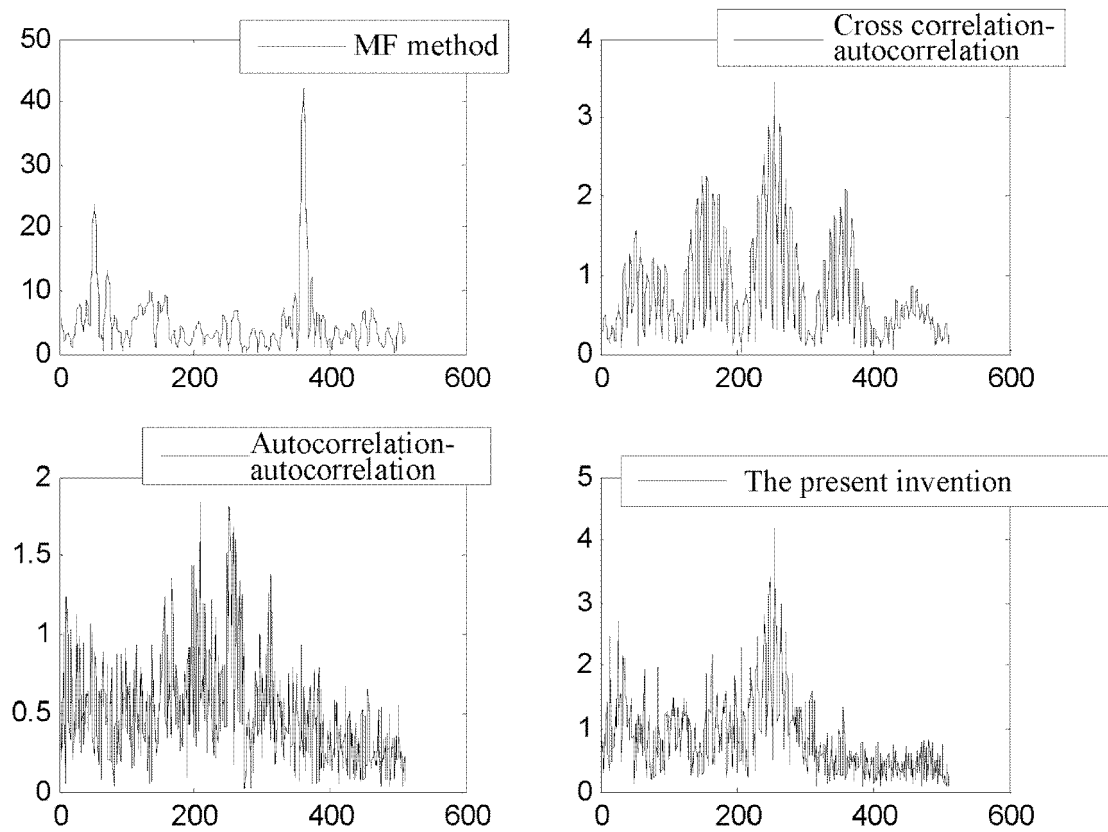 MF method
50
40
30
20
10
0
0 200 400 600
Cross correlation-
autocorrelation
4
3
2
1
0
0 200 400 600
Autocorrelation-
autocorrelation
2
1.5
1
0.5
0
0 200 400 600
The present invention
5
4
3
2
1
0
0 200 400 600